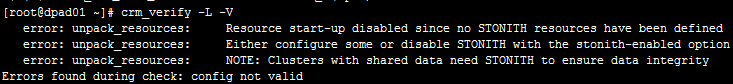 [root@dpad01 ~]# crm_verify -L -V
error: unpack_resources: Resource start-up disabled since no STONITH resources have been defined
error: unpack_resources: Either configure some or disable STONITH with the stonith-enabled option
error: unpack_resources: NOTE: Clusters with shared data need STONITH to ensure data integrity
Errors found during check: config not valid